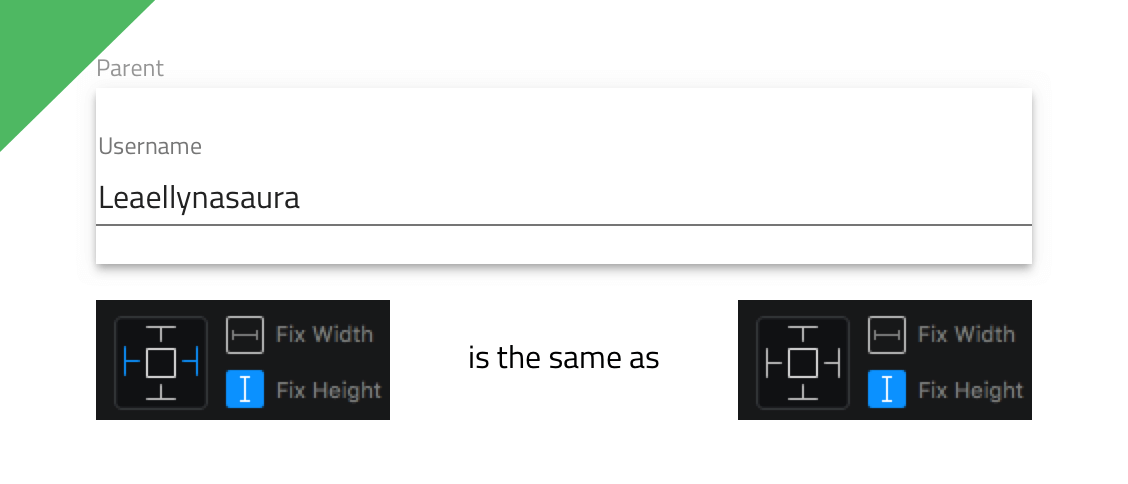 Parent
Username
Leaellynasaura
Fix Width
Fix Height
is the same as
Fix Width
Fix Height